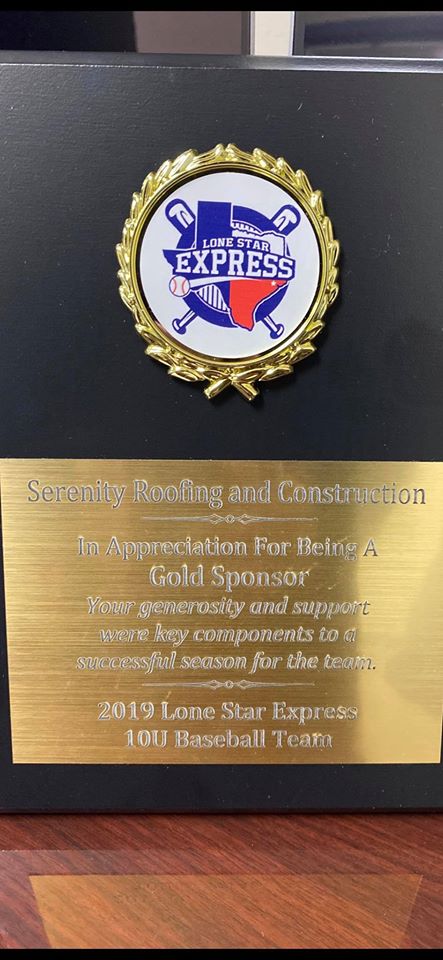 LONE STAR
EXPRESS
Serenity Roofing and Construction
In Appreciation For Being A
Gold Sponsor
Your generosity and support
were key components to a
successful season for the team.
2019 Lone Star Express
10U Baseball Team